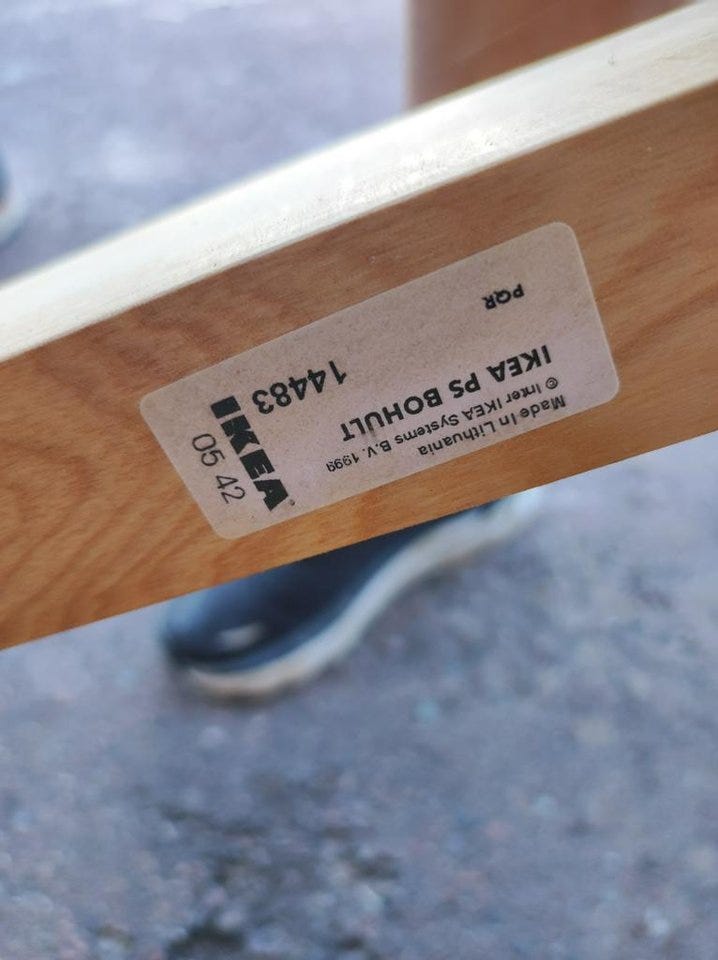 Made in Lithuania
© Inter IKEA Systems B.V. 1999
IKEA PS BOHULT
PQR
14483
IKEA®
05 42